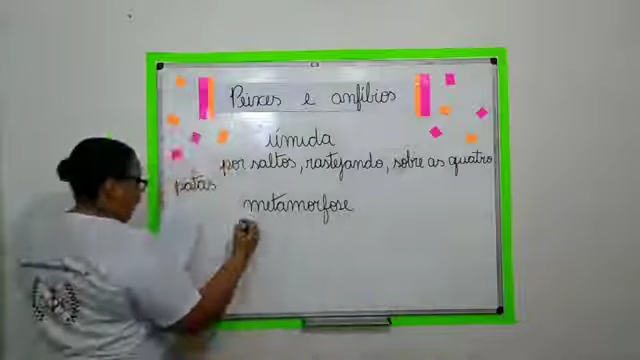 Peixes e anfíbios
úmida
por saltos, rastejando, sobre as quatro
patas
metamorfose